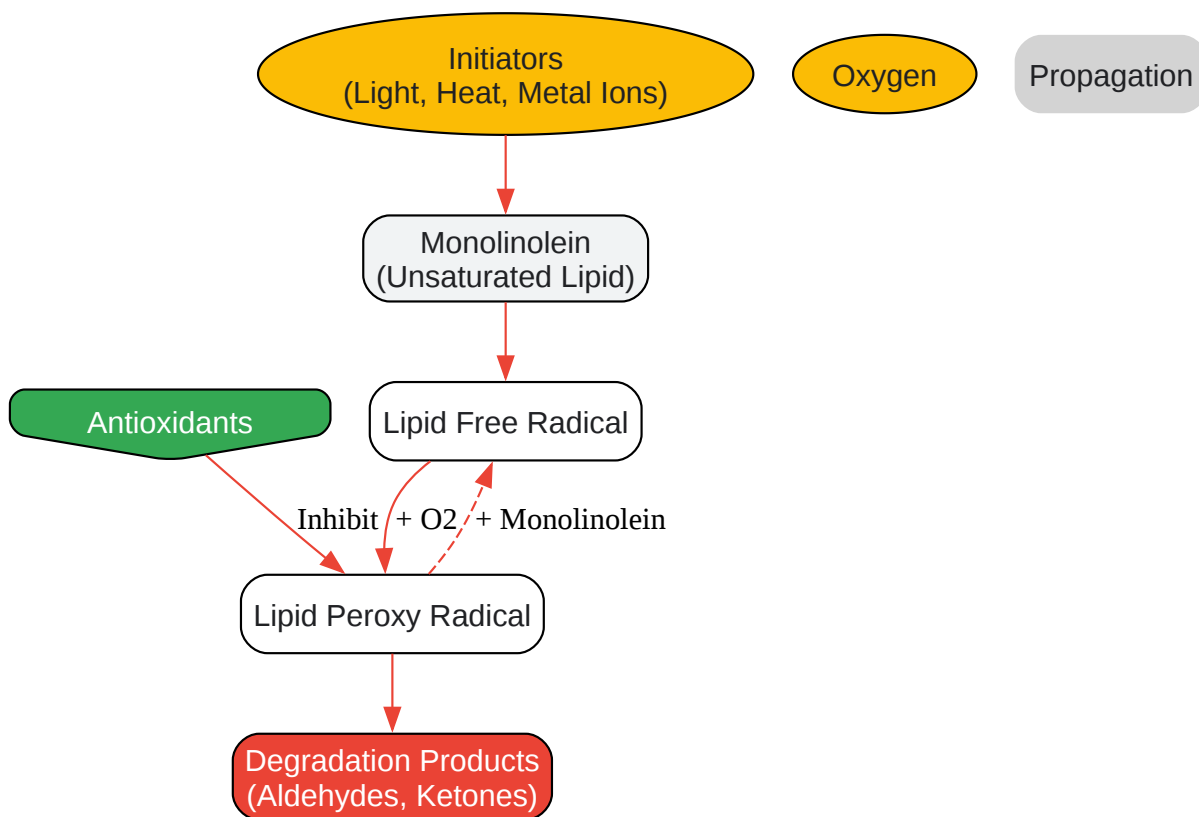 Initiators
(Light, Heat, Metal Ions)
Oxygen
Propagation
Monolinolein
(Unsaturated Lipid)
Antioxidants
Lipid Free Radical
Inhibit
+ O2
+ Monolinolein
Lipid Peroxy Radical
Degradation Products
(Aldehydes, Ketones)